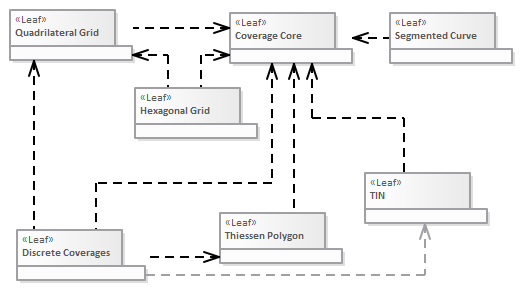 «Leaf»
Quadrilateral Grid
«Leaf»
Coverage Core
«Leaf»
Segmented Curve
«Leaf»
Hexagonal Grid
«Leaf»
TIN
«Leaf»
Thiessen Polygon
«Leaf»
Discrete Coverages